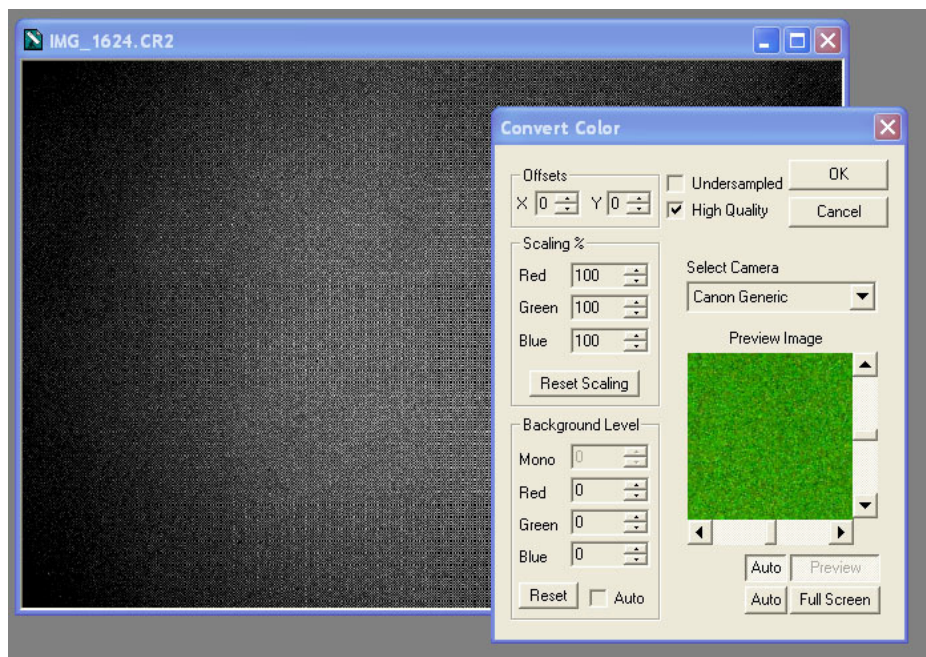 IMG_1624.CR2
Convert Color
Offsets
X 0 Y 0
Undersampled
High Quality
OK
Cancel
Scaling %
Red 100
Green 100
Blue 100
Reset Scaling
Select Camera
Canon Generic
Preview Image
Background Level
Mono 0
Red 0
Green 0
Blue 0
Reset Auto
Auto Preview
Auto Full Screen